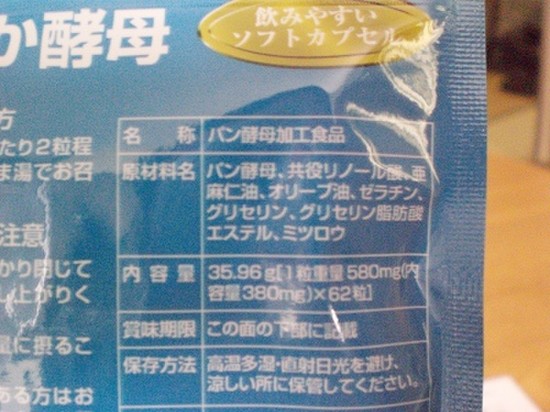 か酵母
飲みやすい
ソフトカプセル
方
たり2粒程
ま湯でお召
注意
かり閉じて
し上がりく
量に摂るこ
ある方はお
名 称 パン酵母加工食品
原材料名 パン酵母、共役リノール酸、亜
麻仁油、オリーブ油、ゼラチン、
グリセリン、グリセリン脂肪酸
エステル、ミツロウ
内容量 35.96g[1粒重量580mg(内
容量380mg)×62粒]
賞味期限 この面の下部に記載
保存方法 高温多湿・直射日光を避け、
涼しい所に保管してください。